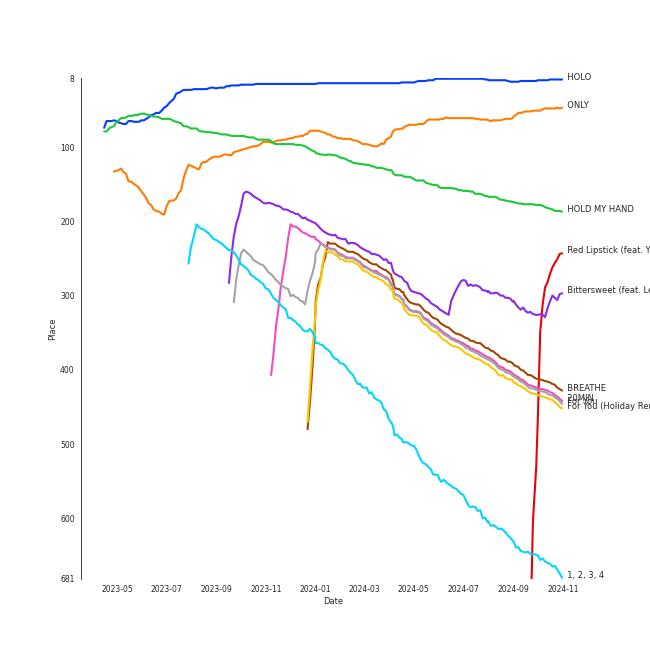 8
HOLO
ONLY
100
HOLD MY HAND
200
Red Lipstick (feat. Y
Bittersweet (feat. Le
300
Place
BREATHE
20MIN
400
For You (Holiday Re
500
600
681
1, 2, 3, 4
2023-05 2023-07 2023-09 2023-11 2024-01 2024-03 2024-05 2024-07 2024-09 2024-11
Date